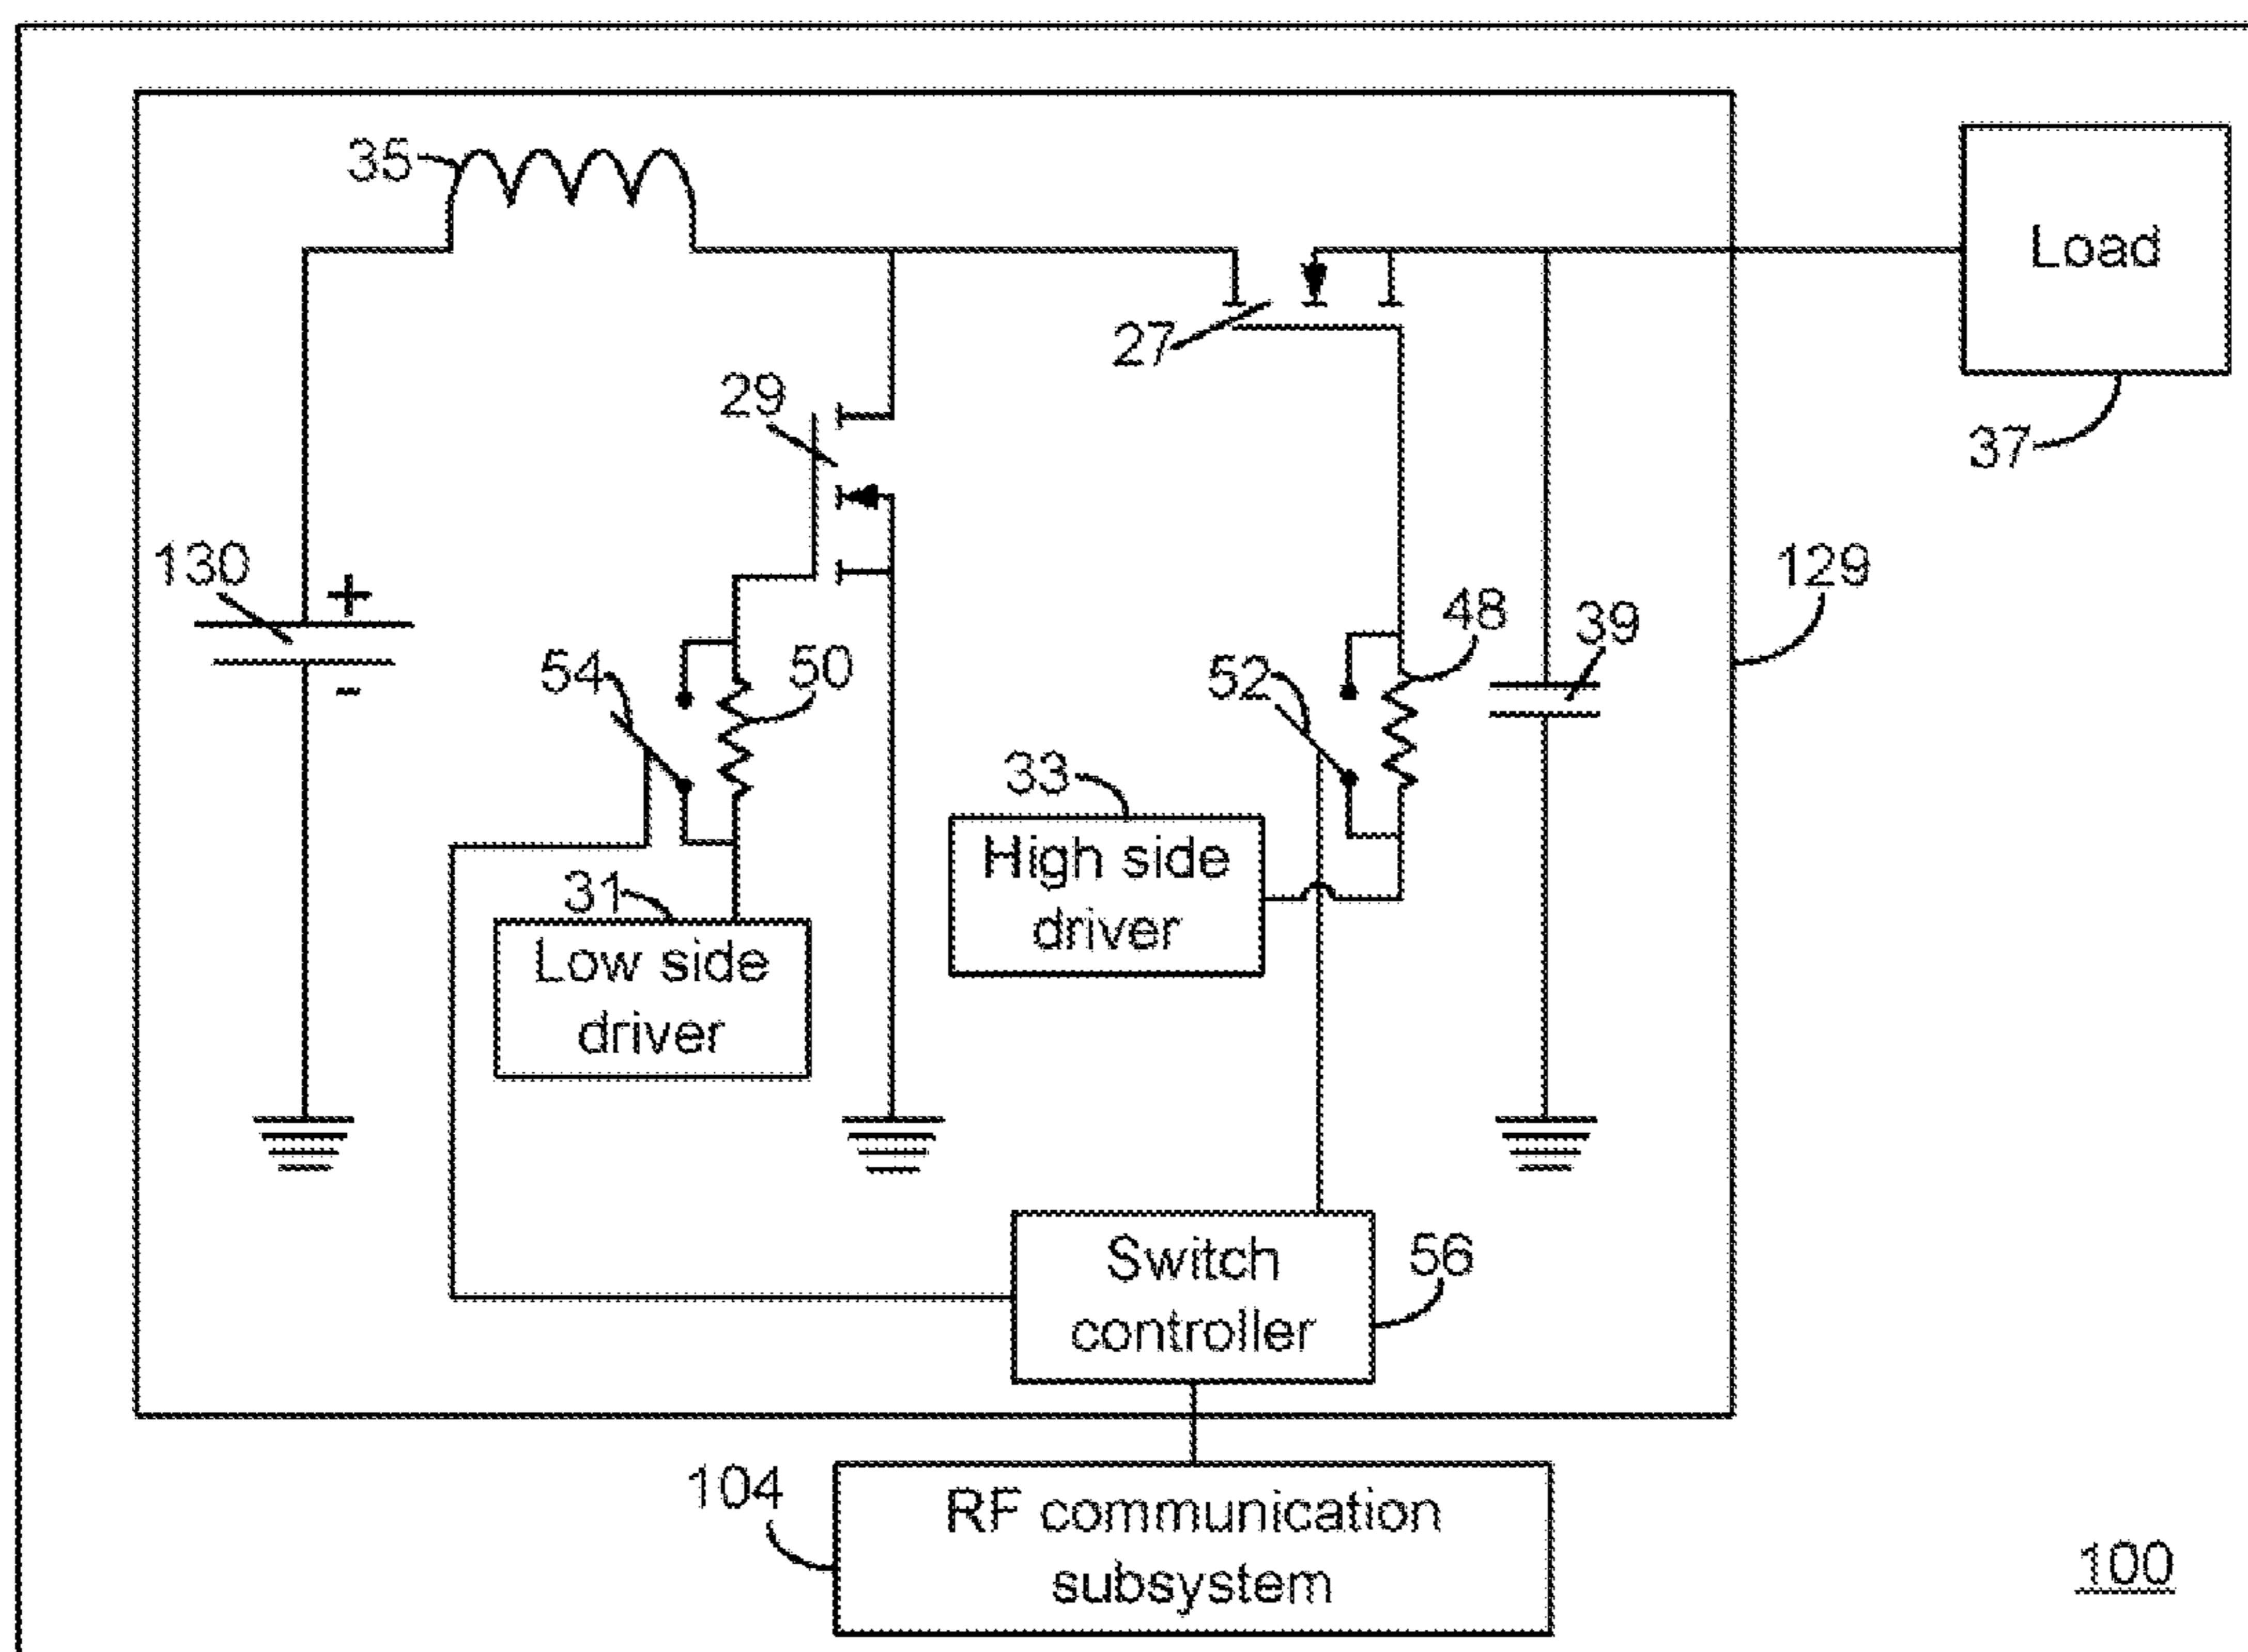 35
Load
27
29
37
130
+
-
129
48
39
54
50
52
33
High side
driver
31
Low side
driver
Switch
controller
56
104
RF communication
subsystem
100